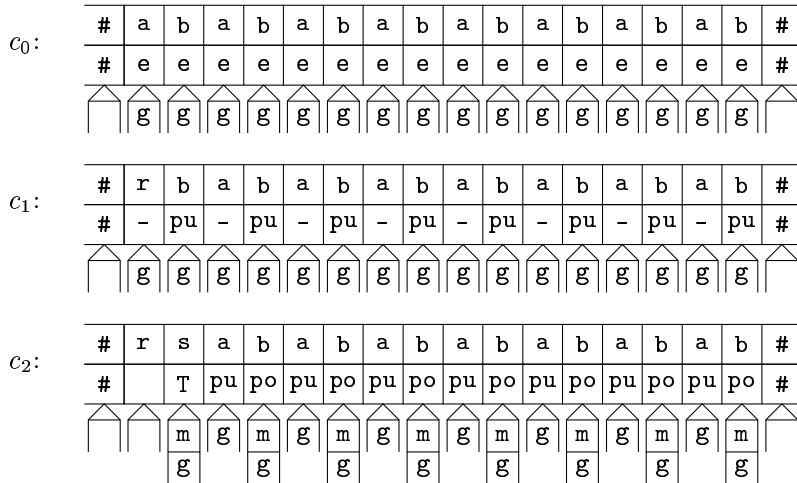 # a b a b a b a b a b a b a b a b #
c₀:
# e e e e e e e e e e e e e e e e #
g g g g g g g g g g g g g g g g
# r b a b a b a b a b a b a b a b #
c₁:
# - pu - pu - pu - pu - pu - pu - pu - pu #
g g g g g g g g g g g g g g g g
# r s a b a b a b a b a b a b a b #
c₂:
# T pu po pu po pu po pu po pu po pu po pu po #
m g m g m g m g m g m g m g m
g g g g g g g g